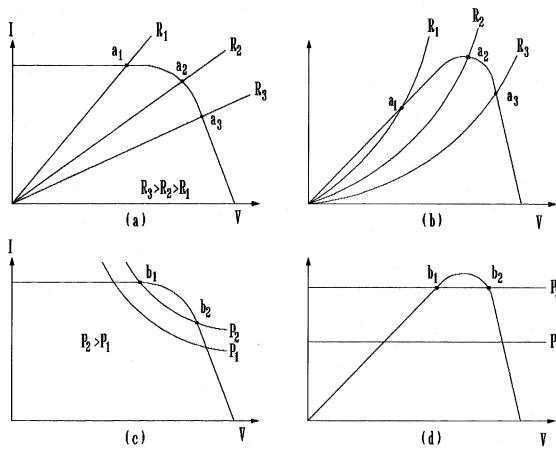 I
R1
a1
R2
a2
R3
a3
R3>R2>R1
V
(a)
R1
R2
a2
R3
a1
a3
V
(b)
I
b1
b2
P2
P2>P1
P1
V
(c)
b1
b2
P
P
V
(d)